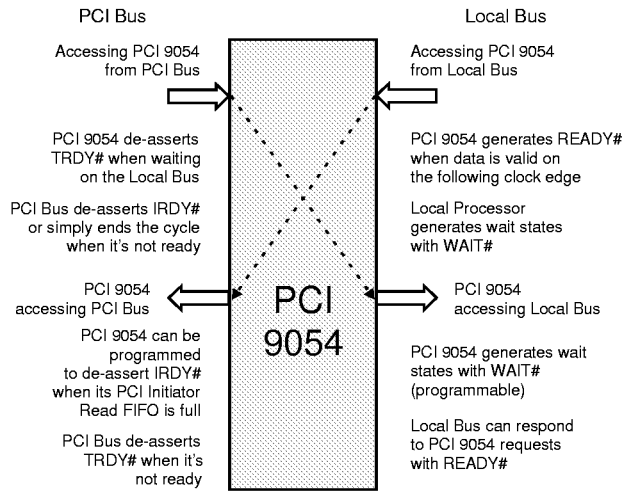 PCI Bus
Accessing PCI 9054
from PCI Bus
PCI 9054 de-asserts
TRDY# when waiting
on the Local Bus
PCI Bus de-asserts IRDY#
or simply ends the cycle
when it's not ready
PCI 9054
accessing PCI Bus
PCI 9054 can be
programmed
to de-assert IRDY#
when its PCI Initiator
Read FIFO is full
PCI Bus de-asserts
TRDY# when it's
not ready
PCI
9054
Local Bus
Accessing PCI 9054
from Local Bus
PCI 9054 generates READY#
when data is valid on
the following clock edge
Local Processor
generates wait states
with WAIT#
PCI 9054
accessing Local Bus
PCI 9054 generates wait
states with WAIT#
(programmable)
Local Bus can respond
to PCI 9054 requests
with READY#